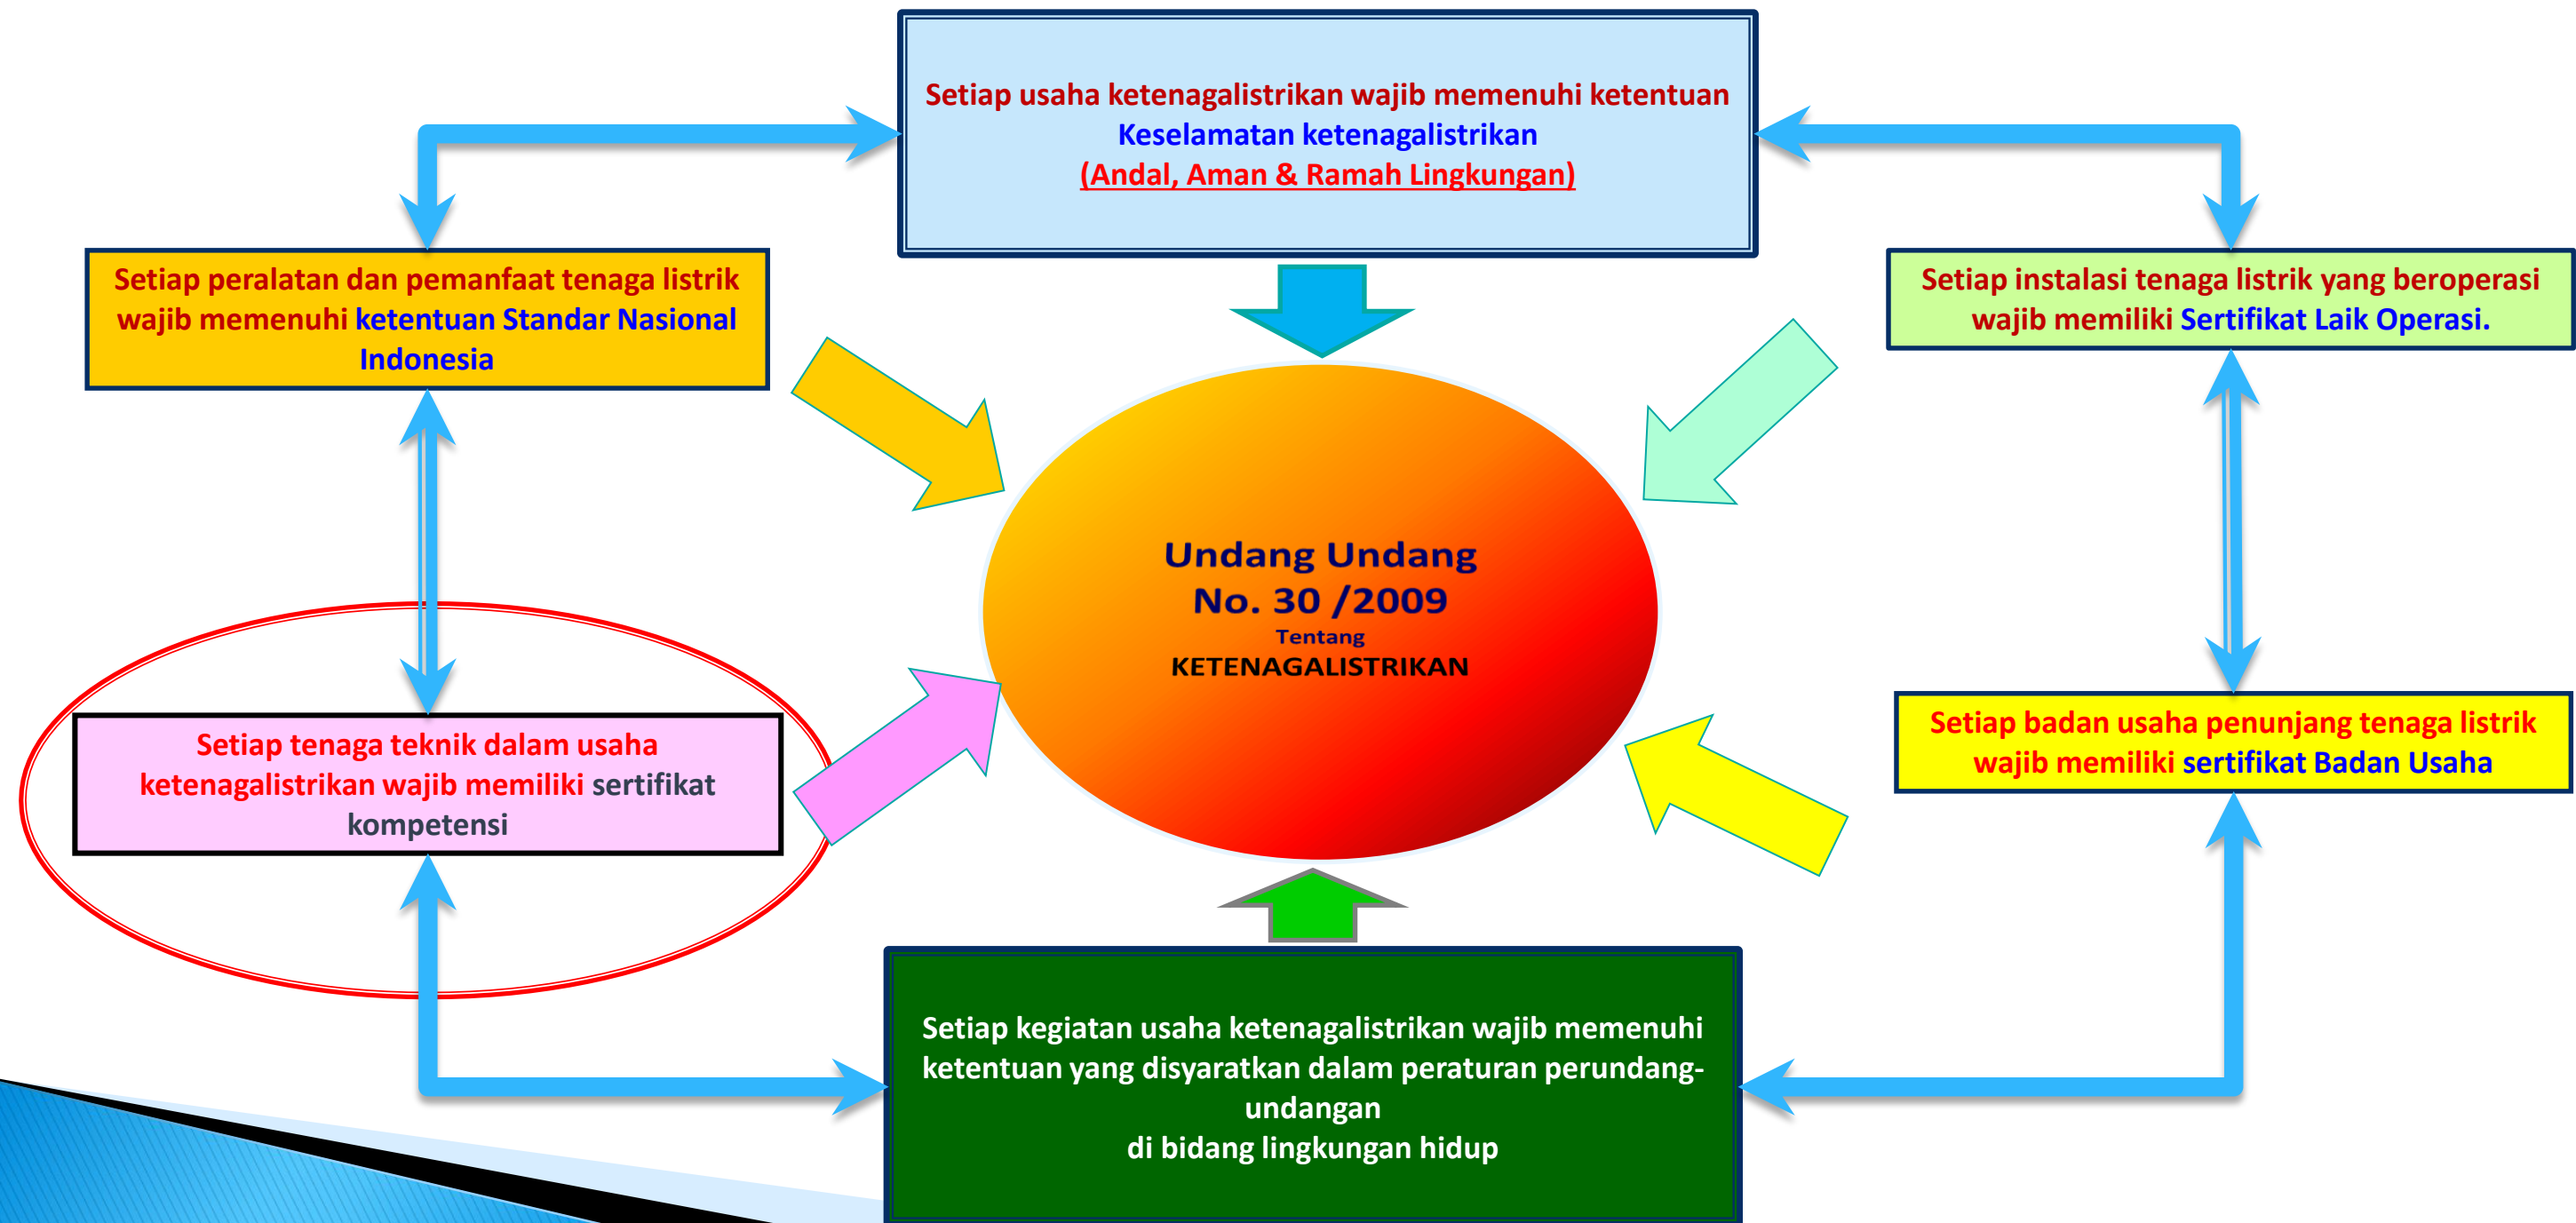 Setiap usaha ketenagalistrikan wajib memenuhi ketentuan
Keselamatan ketenagalistrikan
(Andal, Aman & Ramah Lingkungan)
Setiap peralatan dan pemanfaat tenaga listrik
wajib memenuhi ketentuan Standar Nasional
Indonesia
Setiap instalasi tenaga listrik yang beroperasi
wajib memiliki Sertifikat Laik Operasi.
Undang Undang
No. 30 /2009
Tentang
KETENAGALISTRIKAN
Setiap tenaga teknik dalam usaha
ketenagalistrikan wajib memiliki sertifikat
kompetensi
Setiap badan usaha penunjang tenaga listrik
wajib memiliki sertifikat Badan Usaha
Setiap kegiatan usaha ketenagalistrikan wajib memenuhi
ketentuan yang disyaratkan dalam peraturan perundang-
undangan
di bidang lingkungan hidup